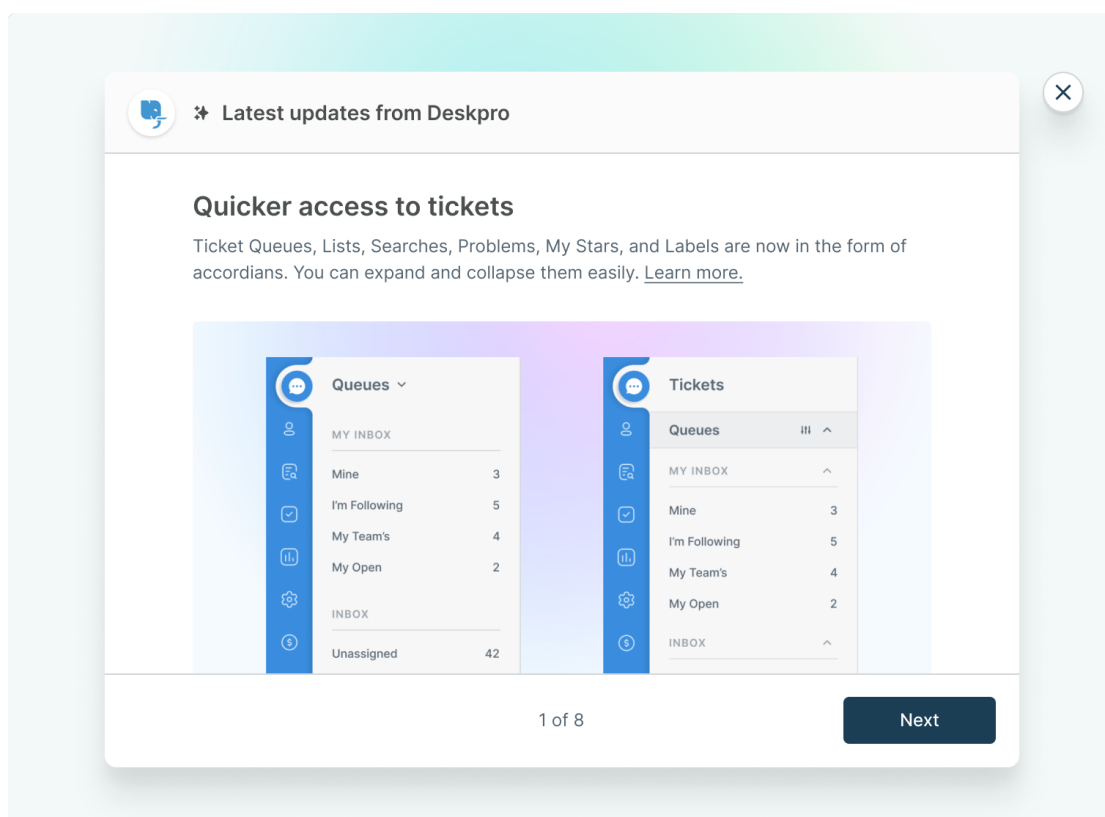 Latest updates from Deskpro
Quicker access to tickets
Ticket Queues, Lists, Searches, Problems, My Stars, and Labels are now in the form of
accordians. You can expand and collapse them easily. Learn more.
Queues
MY INBOX
Mine 3
I'm Following 5
My Team's 4
My Open 2
INBOX
Unassigned 42
Tickets
Queues
MY INBOX
Mine 3
I'm Following 5
My Team's 4
My Open 2
INBOX
1 of 8
Next